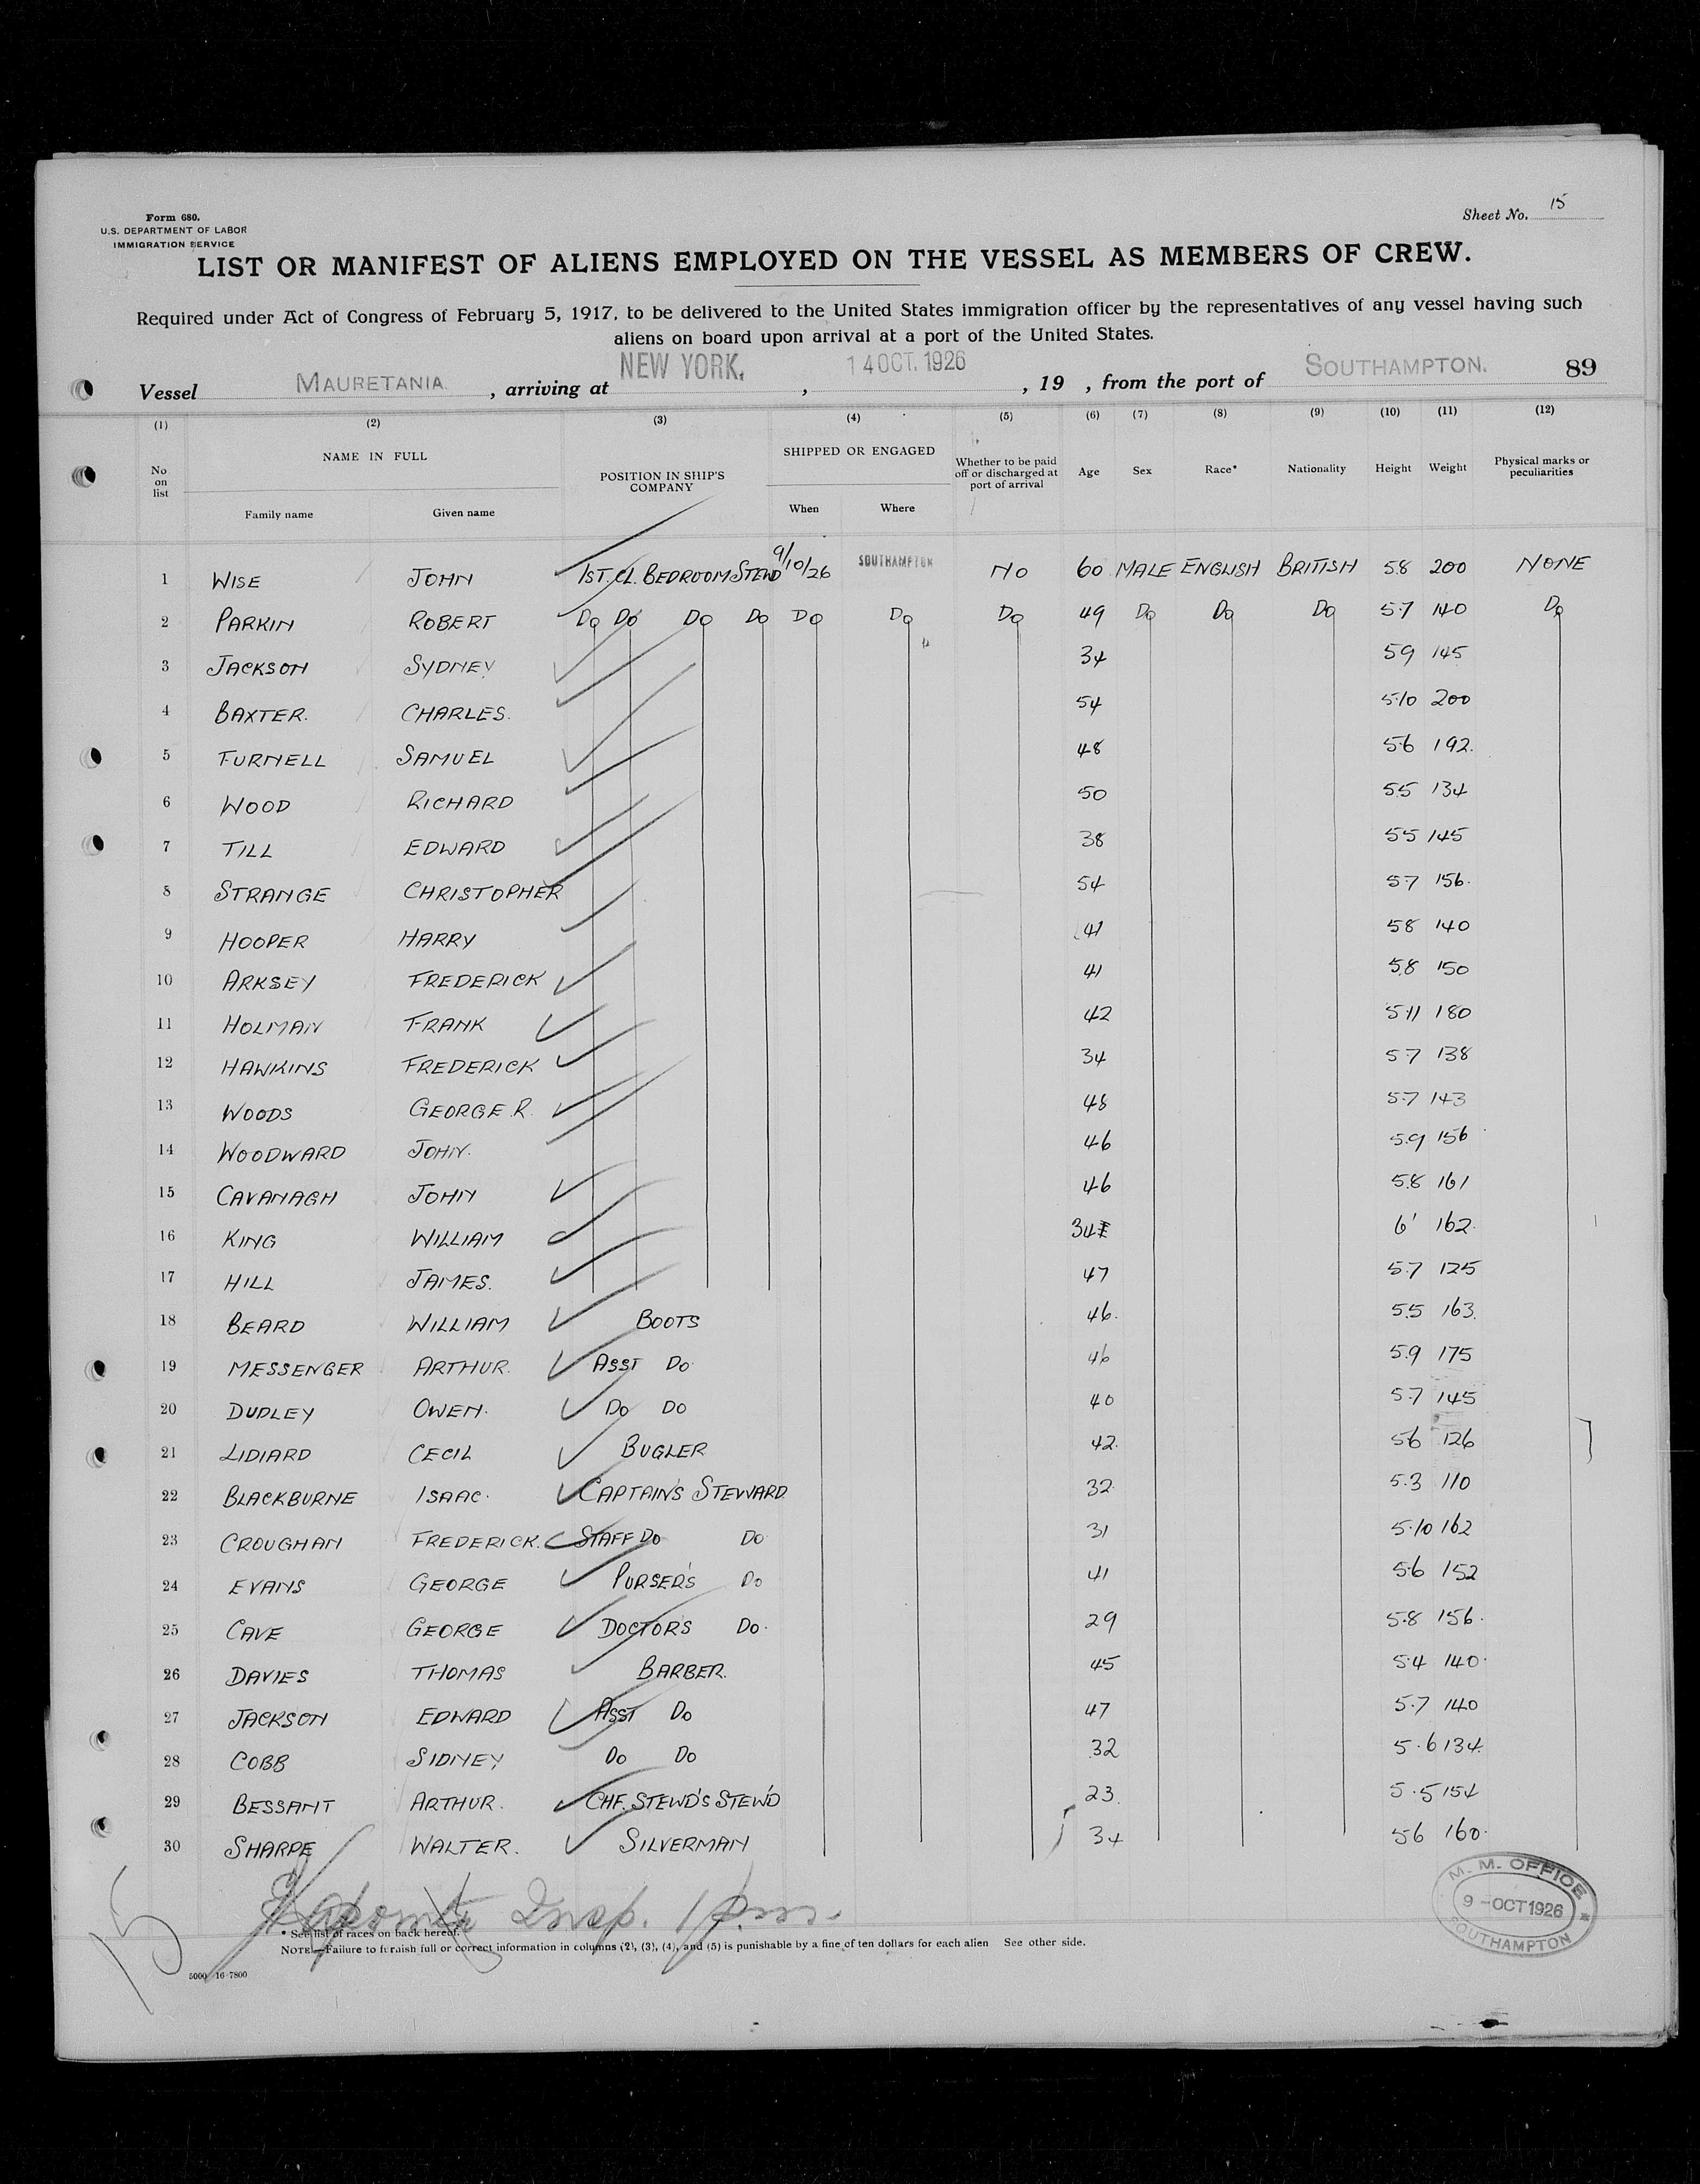 Form 680.
U.S. DEPARTMENT OF LABOR
IMMIGRATION SERVICE
Sheet No. 15
LIST OR MANIFEST OF ALIENS EMPLOYED ON THE VESSEL AS MEMBERS OF CREW.
Required under Act of Congress of February 5, 1917, to be delivered to the United States immigration officer by the representatives of any vessel having such
aliens on board upon arrival at a port of the United States.
Vessel MAURETANIA. , arriving at NEW YORK. , 14 OCT. 1926 , 19 , from the port of SOUTHAMPTON. 89
(1) (2) (3) (4) (5) (6) (7) (8) (9) (10) (11) (12)
No on list NAME IN FULL Family name Given name POSITION IN SHIP'S COMPANY SHIPPED OR ENGAGED When Where Whether to be paid off or discharged at port of arrival Age Sex Race* Nationality Height Weight Physical marks or peculiarities
1 WISE JOHN 1ST. CL. BEDROOM STEWD 9/10/26 SOUTHAMPTON NO 60 MALE ENGLISH BRITISH 5.8 200 NONE
2 PARKIN ROBERT DO DO DO DO DO DO DO 49 DO DO DO 5.7 140 DO
3 JACKSON SYDNEY 34 5.9 145
4 BAXTER. CHARLES. 54 5.10 200
5 FURNELL SAMUEL 48 5.6 192.
6 WOOD RICHARD 50 5.5 134
7 TILL EDWARD 38 5.5 145
8 STRANGE CHRISTOPHER 54 5.7 156.
9 HOOPER HARRY 41 5.8 140
10 ARKSEY FREDERICK 41 5.8 150
11 HOLMAN FRANK 42 5.11 180
12 HAWKINS FREDERICK 34 5.7 138
13 WOODS GEORGE.R. 48 5.7 143
14 WOODWARD JOHN. 46 5.9 156
15 CAVANAGH JOHN 46 5.8 161
16 KING WILLIAM 34 6' 162.
17 HILL JAMES. 47 5.7 125
18 BEARD WILLIAM BOOTS 46. 5.5 163.
19 MESSENGER ARTHUR. ASST DO. 46 5.9 175
20 DUDLEY OWEN. DO DO 40 5.7 145
21 LIDIARD CECIL BUGLER 42. 5.6 126
22 BLACKBURNE ISAAC. CAPTAIN'S STEWARD. 32. 5.3 110
23 CROUGHAN FREDERICK. STAFF DO DO. 31 5.10 162
24 EVANS GEORGE PURSER'S DO 41 5.6 152
25 CAVE GEORGE DOCTOR'S DO. 29 5.8 156.
26 DAVIES THOMAS BARBER. 45 5.4 140.
27 JACKSON EDWARD ASST DO 47 5.7 140
28 COBB SIDNEY DO DO 32 5.6 134.
29 BESSANT ARTHUR. CHF. STEWD'S STEW'D 23. 5.5 154
30 SHARPE WALTER. SILVERMAN 34 5.6 160.
15 Insp.
* See list of races on back hereof.
NOTE.—Failure to furnish full or correct information in columns (2), (3), (4), and (5) is punishable by a fine of ten dollars for each alien See other side.
5000 16-7800
M. M. OFFICE
9 - OCT 1926
SOUTHAMPTON